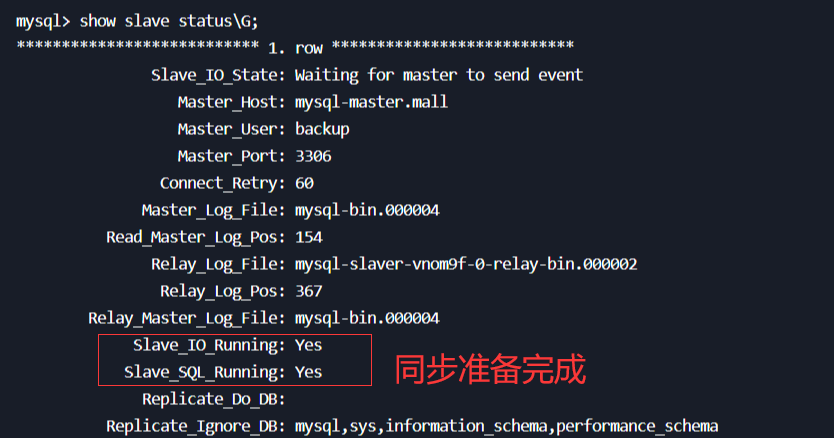 mysql> show slave status\G;
*************************** 1. row ***************************
Slave_IO_State: Waiting for master to send event
Master_Host: mysql-master.mall
Master_User: backup
Master_Port: 3306
Connect_Retry: 60
Master_Log_File: mysql-bin.000004
Read_Master_Log_Pos: 154
Relay_Log_File: mysql-slaver-vnom9f-0-relay-bin.000002
Relay_Log_Pos: 367
Relay_Master_Log_File: mysql-bin.000004
Slave_IO_Running: Yes
Slave_SQL_Running: Yes
同步准备完成
Replicate_Do_DB:
Replicate_Ignore_DB: mysql,sys,information_schema,performance_schema